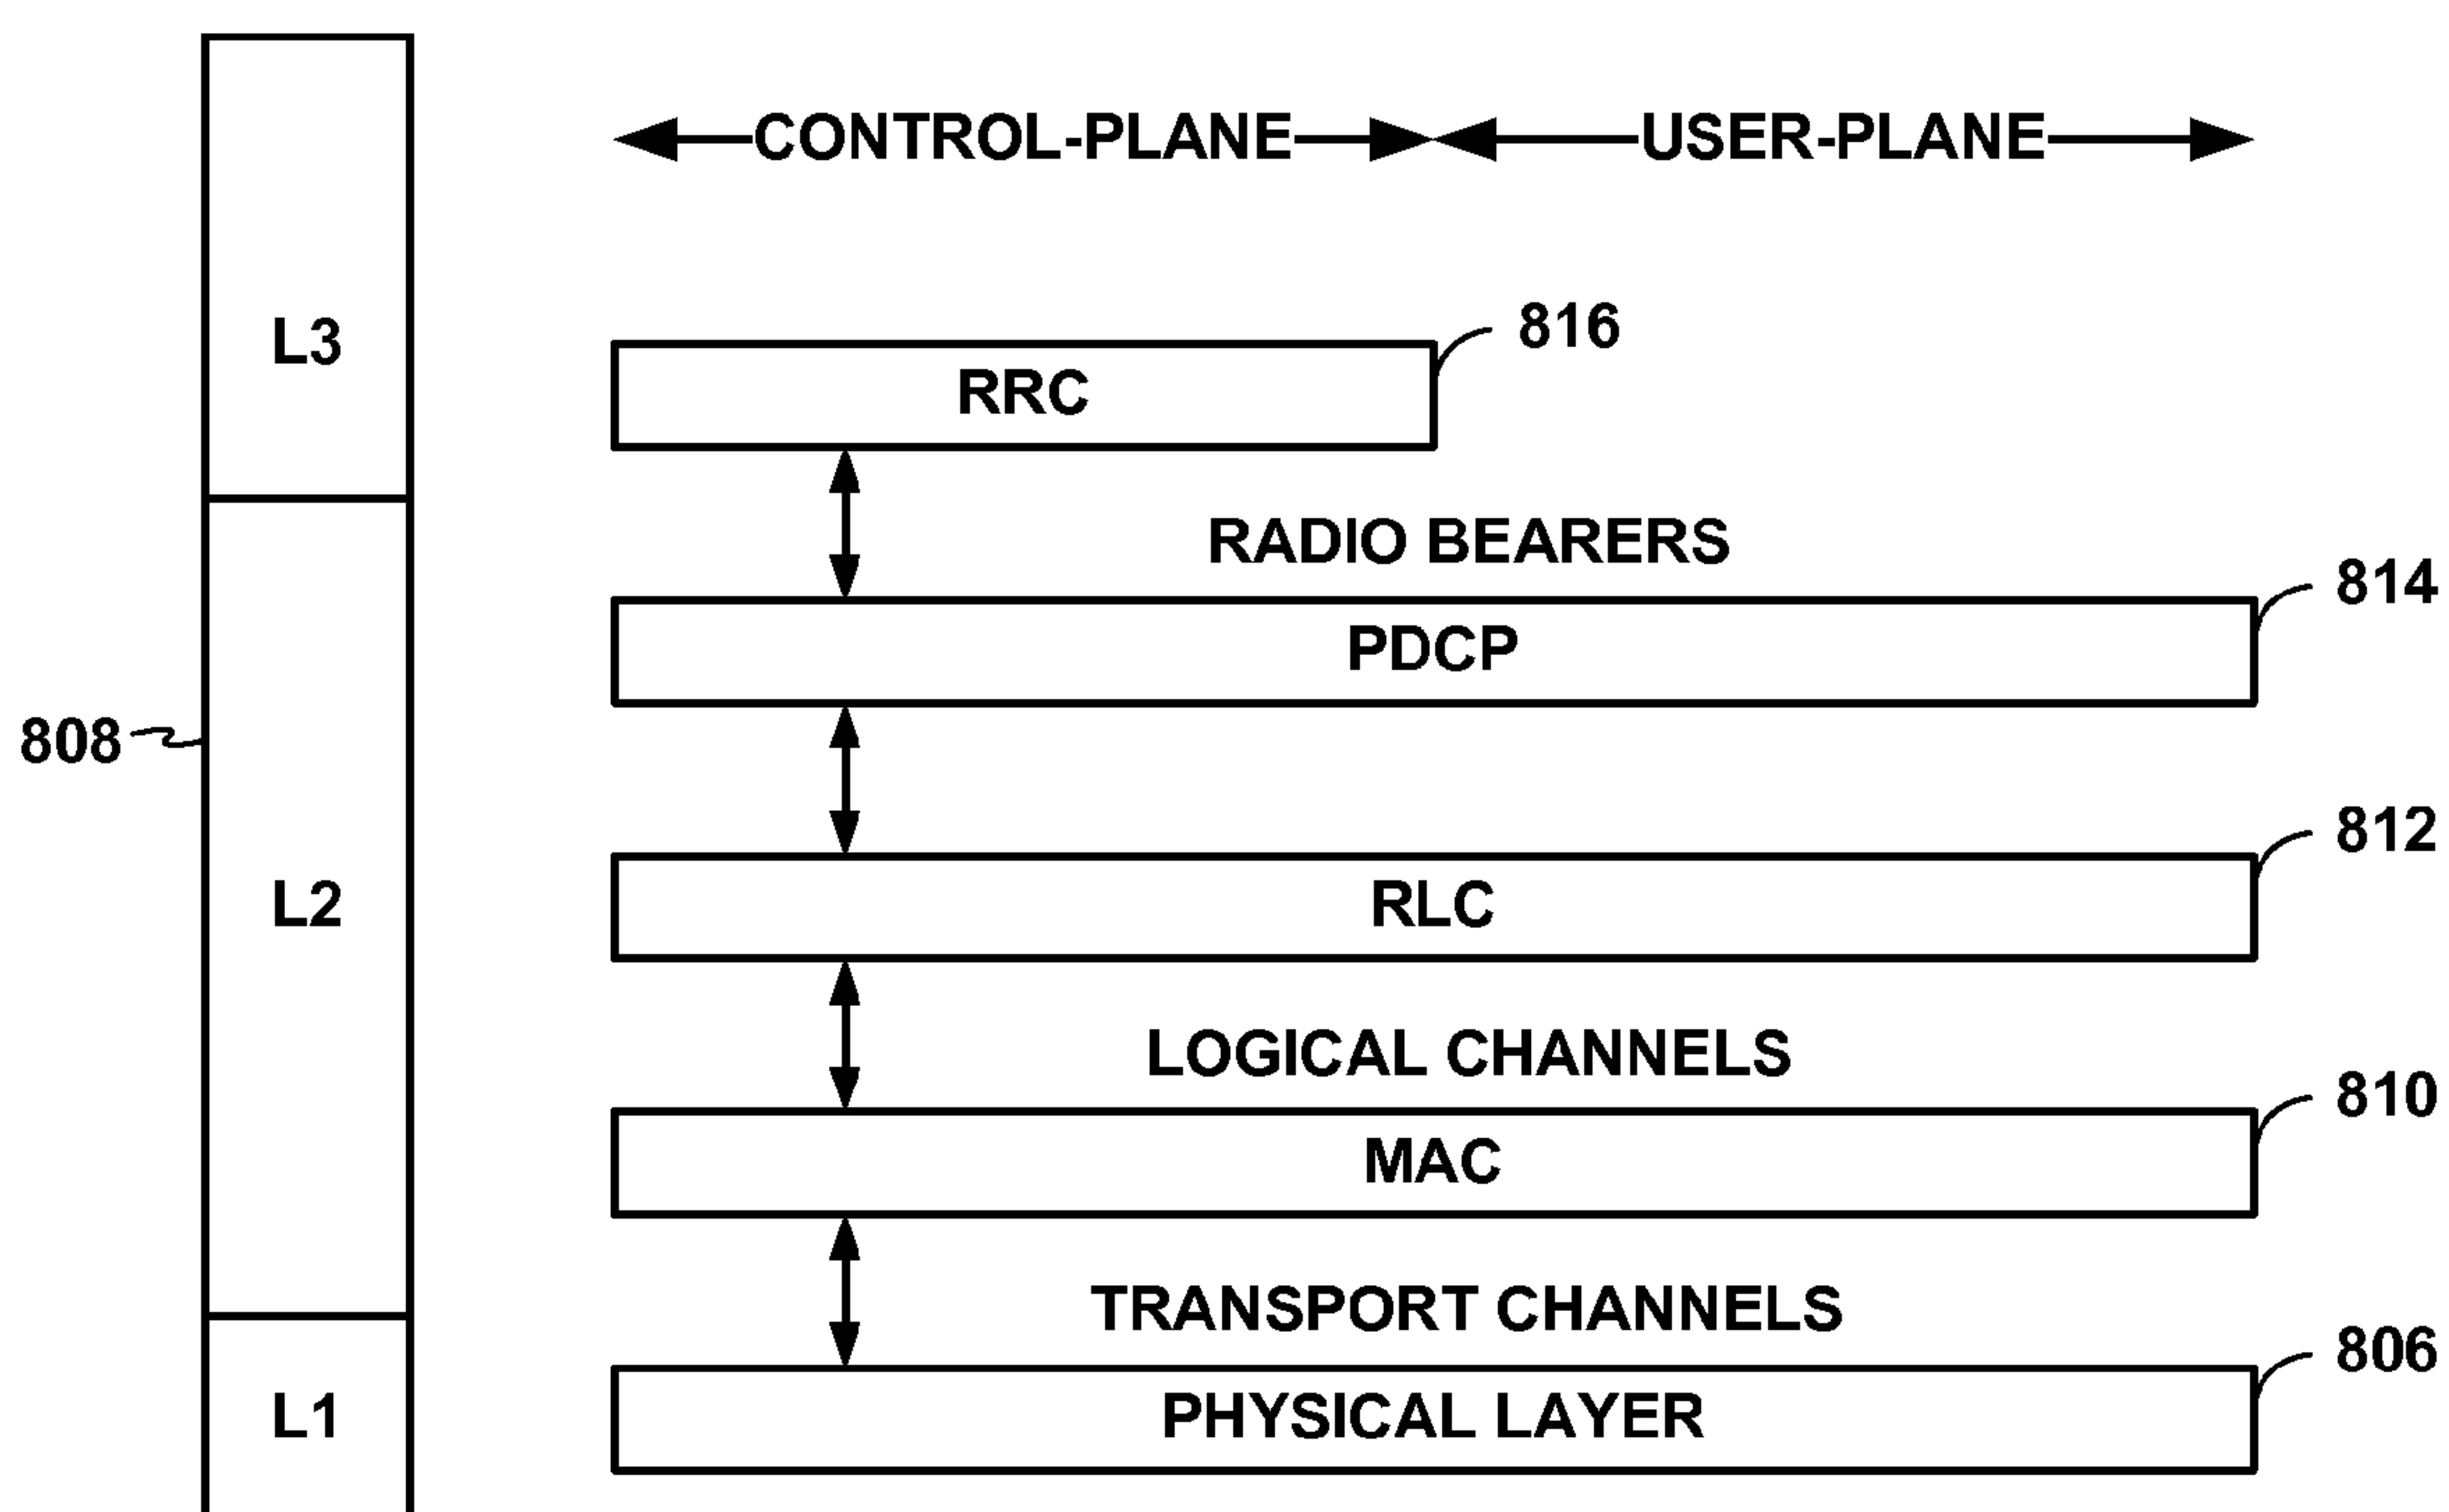 CONTROL-PLANE USER-PLANE
L3
816
RRC
RADIO BEARERS
814
PDCP
808
812
L2
RLC
LOGICAL CHANNELS
810
MAC
TRANSPORT CHANNELS
806
L1
PHYSICAL LAYER